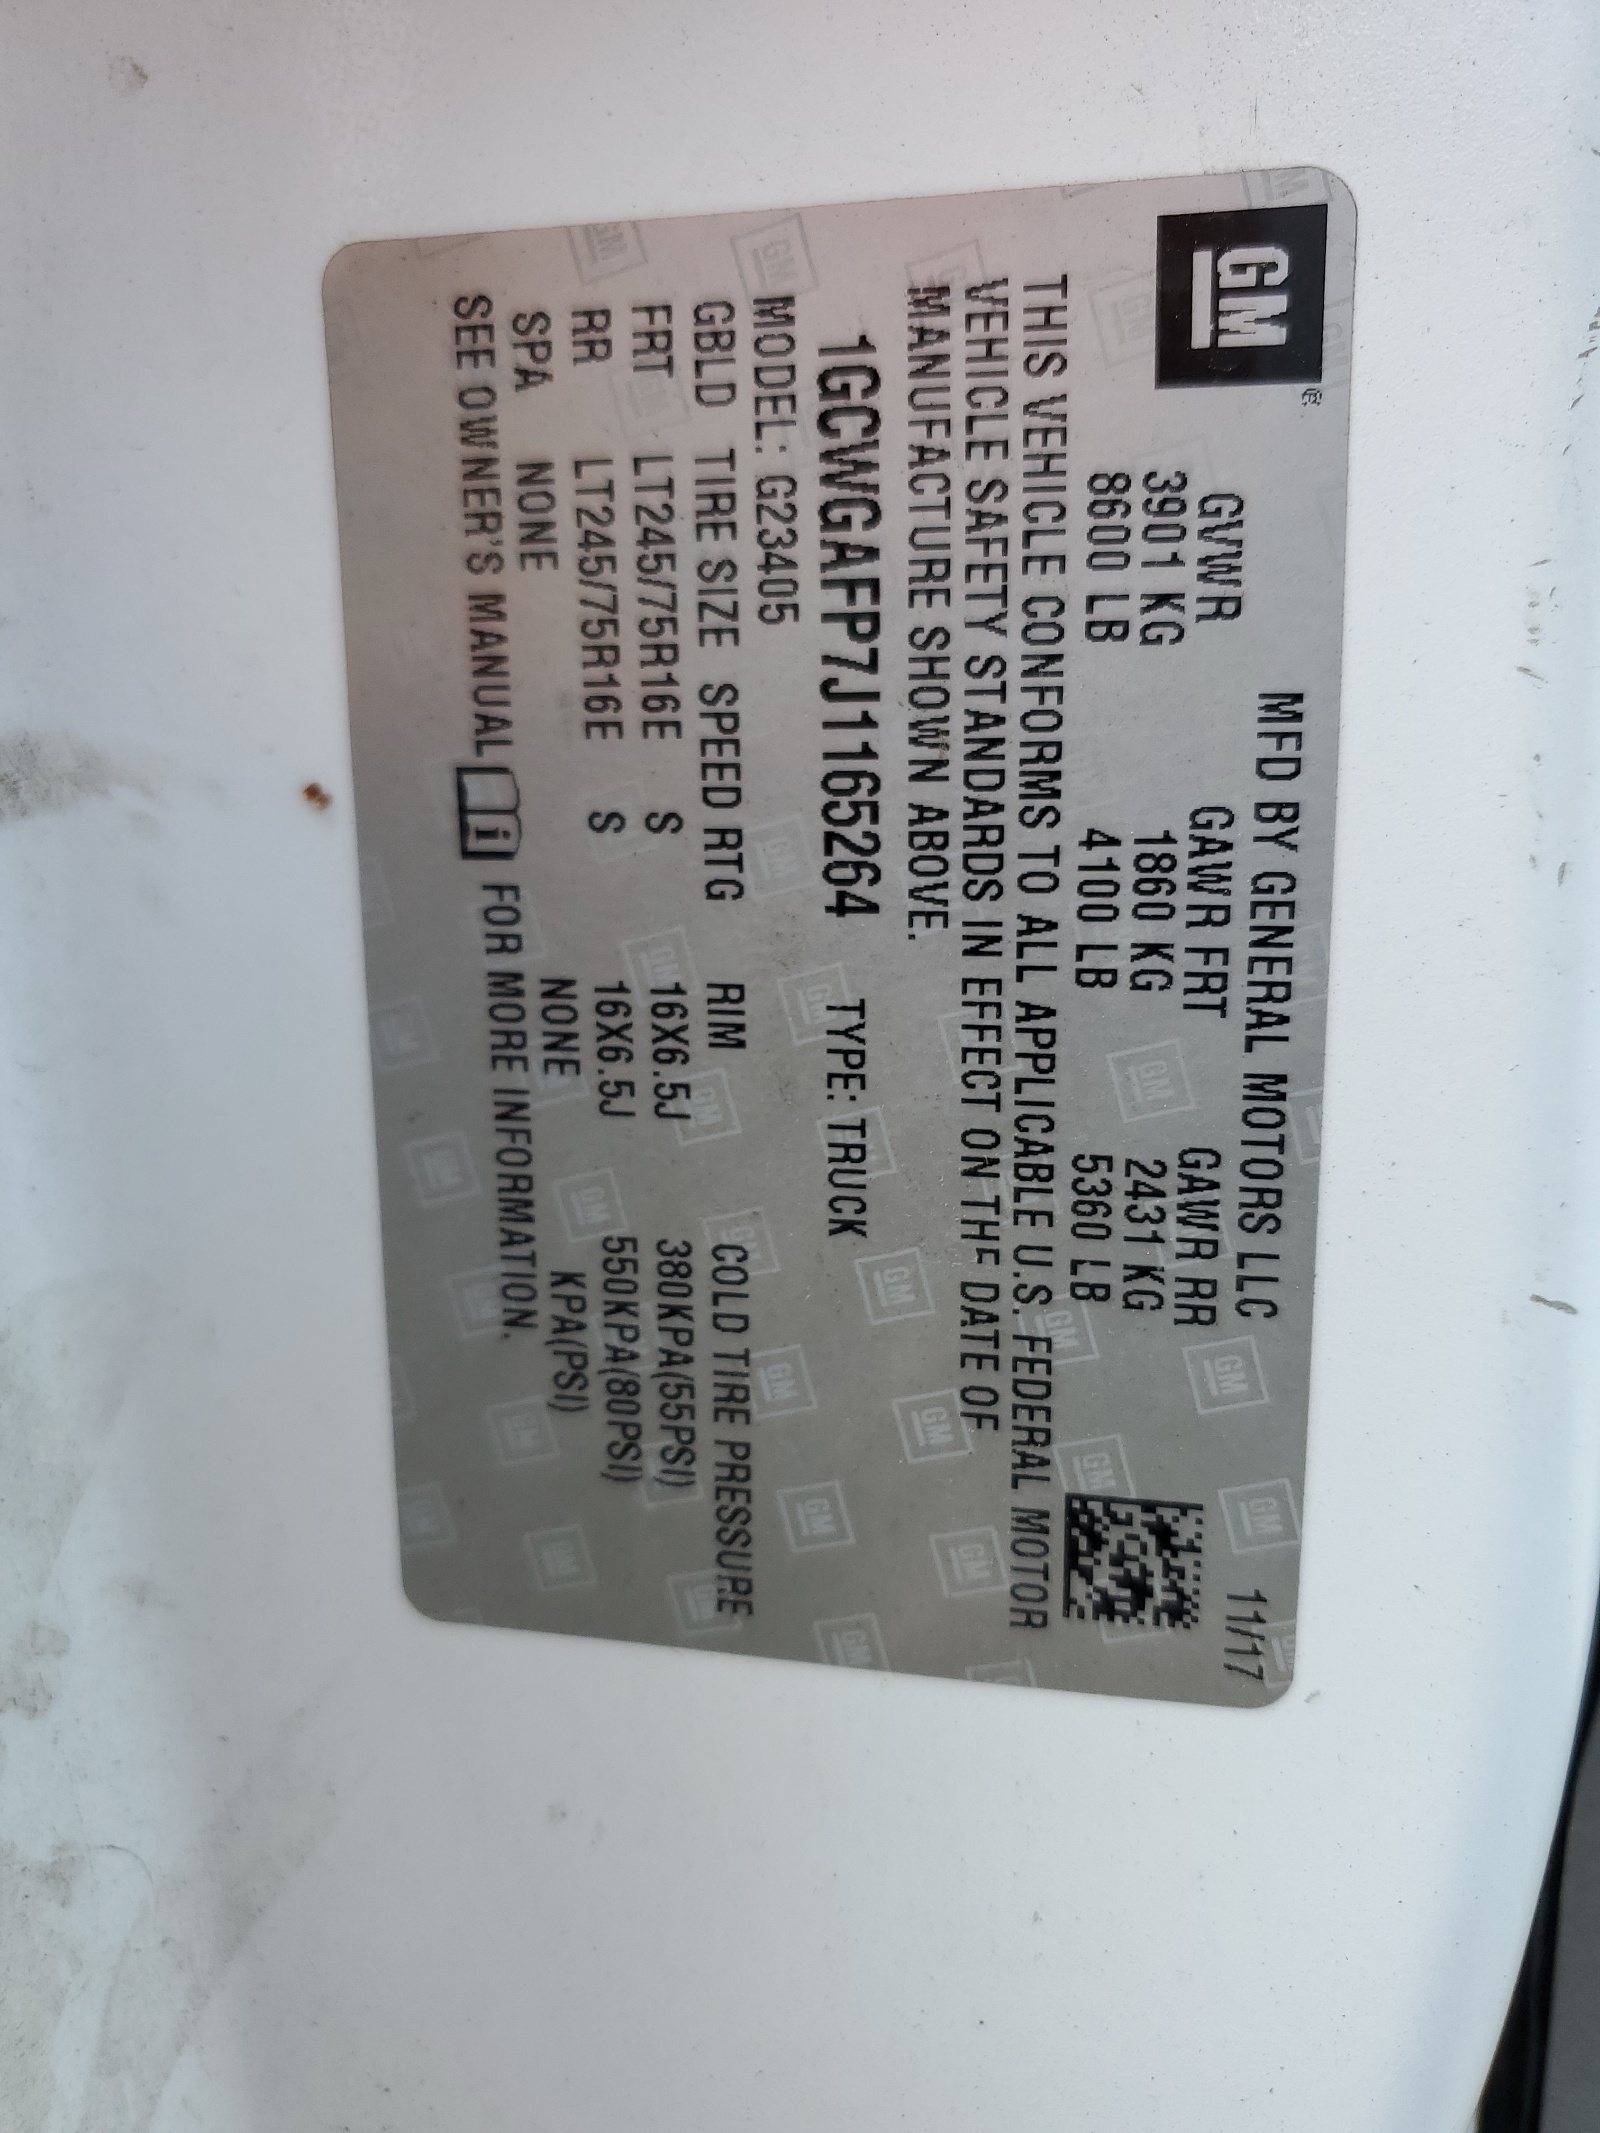 GM
MFD BY GENERAL MOTORS LLC 11/17
GVWR GAWR FRT GAWR RR
3901 KG 1860 KG 2431 KG
8600 LB 4100 LB 5360 LB
THIS VEHICLE CONFORMS TO ALL APPLICABLE U.S. FEDERAL MOTOR
VEHICLE SAFETY STANDARDS IN EFFECT ON THE DATE OF
MANUFACTURE SHOWN ABOVE.
1GCWGAFP7J1165264 TYPE: TRUCK
MODEL: G23405
GBLD TIRE SIZE SPEED RTG RIM COLD TIRE PRESSURE
FRT LT245/75R16E S 16X6.5J 380KPA(55PSI)
RR LT245/75R16E S 16X6.5J 550KPA(80PSI)
SPA NONE NONE KPA(PSI)
SEE OWNER'S MANUAL i FOR MORE INFORMATION.